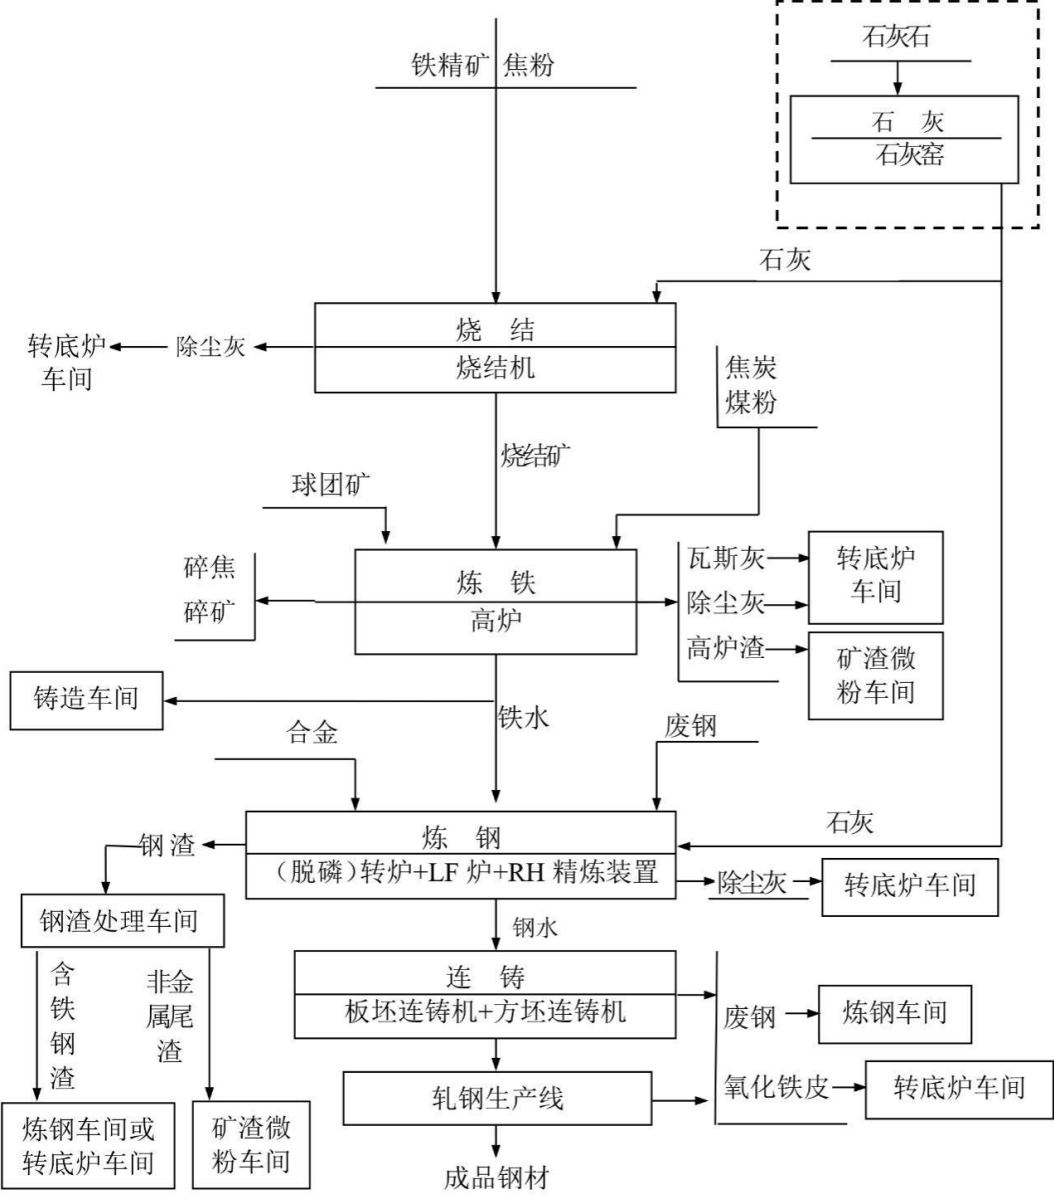 石灰石
铁精矿 焦粉
石 灰
石灰窑
石灰
烧 结
烧结机
除尘灰
转底炉
车间
焦炭
煤粉
烧结矿
球团矿
碎焦
碎矿
炼 铁
高炉
瓦斯灰
除尘灰
高炉渣
转底炉
车间
矿渣微
粉车间
铸造车间
铁水
合金
废钢
石灰
炼 钢
(脱磷)转炉+LF 炉+RH 精炼装置
钢渣
除尘灰
转底炉车间
钢渣处理车间
钢水
含
铁
钢
渣
非金
属尾
渣
连 铸
板坯连铸机+方坯连铸机
废钢
炼钢车间
轧钢生产线
氧化铁皮
转底炉车间
炼钢车间或
转底炉车间
矿渣微
粉车间
成品钢材